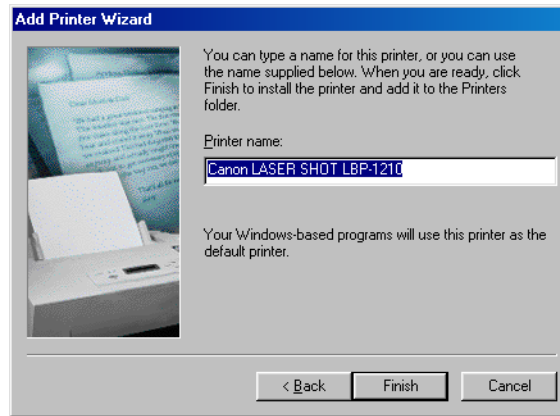 Add Printer Wizard
You can type a name for this printer, or you can use
the name supplied below. When you are ready, click
Finish to install the printer and add it to the Printers
folder.
Printer name:
Canon LASER SHOT LBP-1210
Your Windows-based programs will use this printer as the
default printer.
< Back
Finish
Cancel